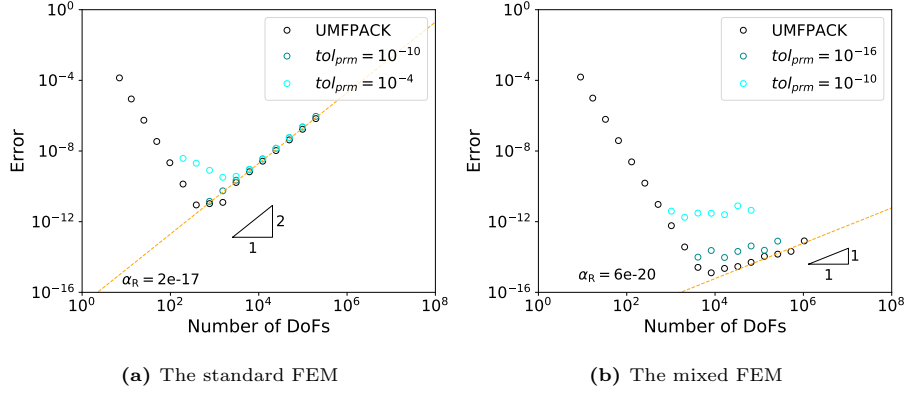 10^0
10^-4
10^-8
10^-12
10^-16
Error
UMFPACK
tol_prm = 10^-10
tol_prm = 10^-4
2
1
α_R = 2e-17
10^0
10^2
10^4
10^6
10^8
Number of DoFs
(a) The standard FEM
10^0
10^-4
10^-8
10^-12
10^-16
Error
UMFPACK
tol_prm = 10^-16
tol_prm = 10^-10
1
1
α_R = 6e-20
10^0
10^2
10^4
10^6
10^8
Number of DoFs
(b) The mixed FEM